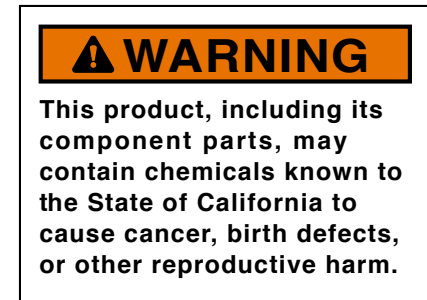 WARNING
This product, including its
component parts, may
contain chemicals known to
the State of California to
cause cancer, birth defects,
or other reproductive harm.